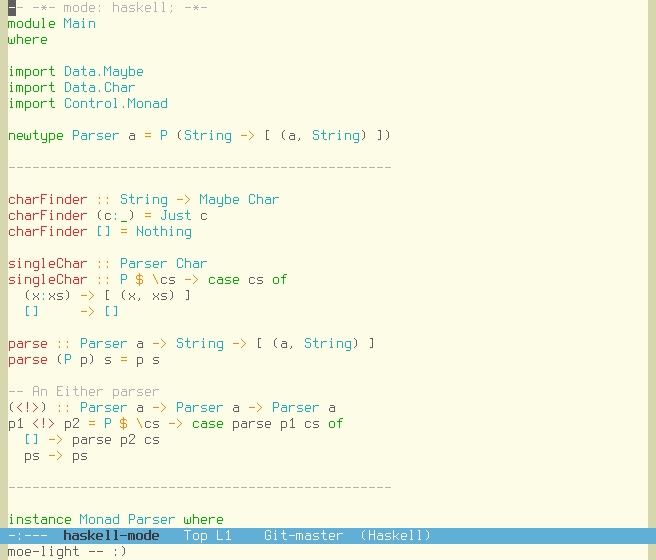 -- -*- mode: haskell; -*-
module Main
where

import Data.Maybe
import Data.Char
import Control.Monad

newtype Parser a = P (String -> [ (a, String) ])

------------------------------------------------

charFinder :: String -> Maybe Char
charFinder (c:_) = Just c
charFinder [] = Nothing

singleChar :: Parser Char
singleChar :: P $ \cs -> case cs of
  (x:xs) -> [ (x, xs) ]
  []     -> []

parse :: Parser a -> String -> [ (a, String) ]
parse (P p) s = p s

-- An Either parser
(<!>) :: Parser a -> Parser a -> Parser a
p1 <!> p2 = P $ \cs -> case parse p1 cs of
  [] -> parse p2 cs
  ps -> ps

------------------------------------------------

instance Monad Parser where
-:---  haskell-mode   Top L1    Git-master  (Haskell)
moe-light -- :)